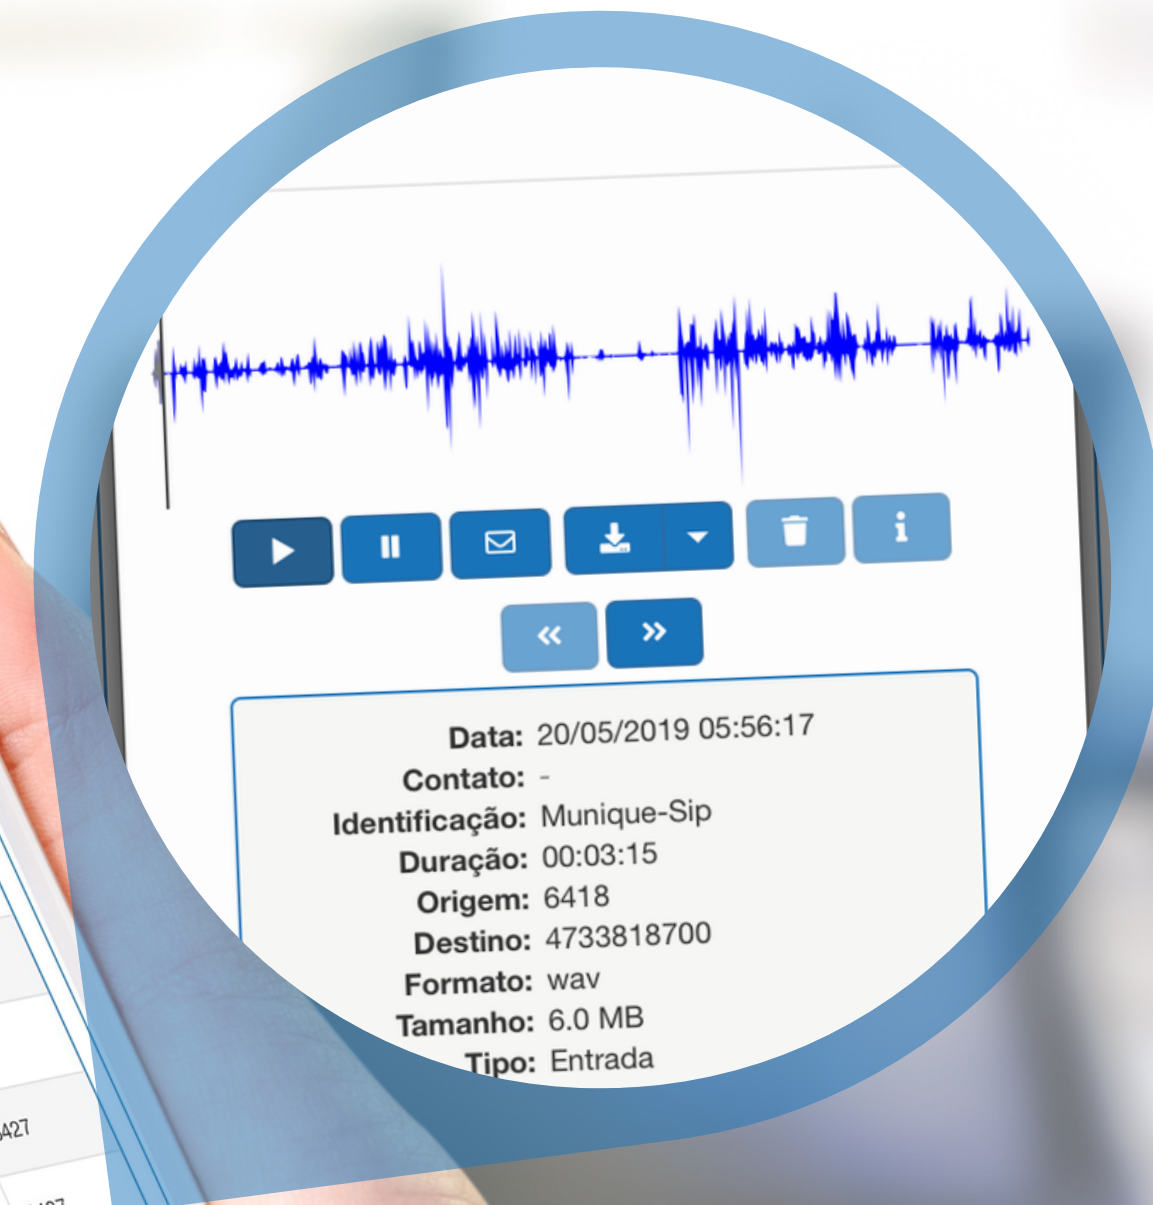 Data: 20/05/2019 05:56:17
Contato: -
Identificação: Munique-Sip
Duração: 00:03:15
Origem: 6418
Destino: 4733818700
Formato: wav
Tamanho: 6.0 MB
Tipo: Entrada